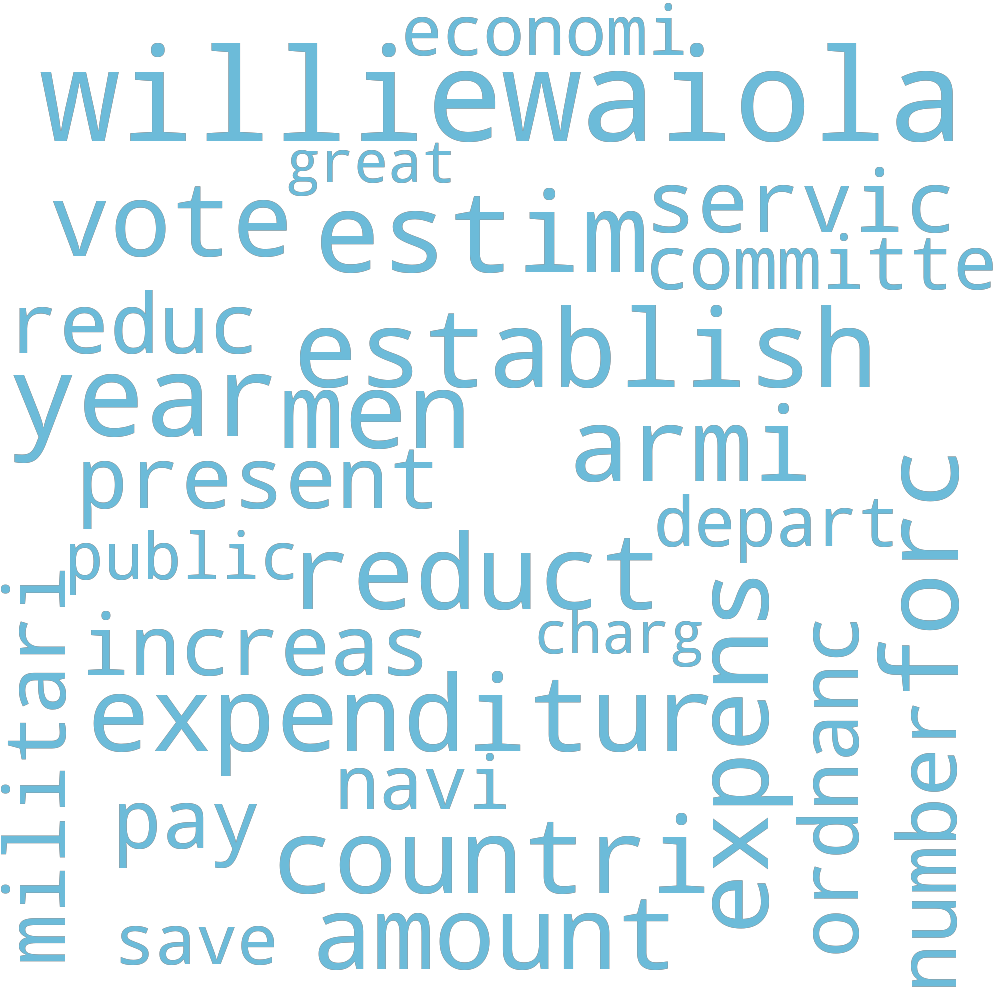 economi
williewaiola
great
vote
estim
servic
committe
reduc
establish
year
men
armi
present
depart
public
reduct
forc
militari
increas
charg
expens
ordnanc
number
expenditur
navi
pay
countri
save
amount